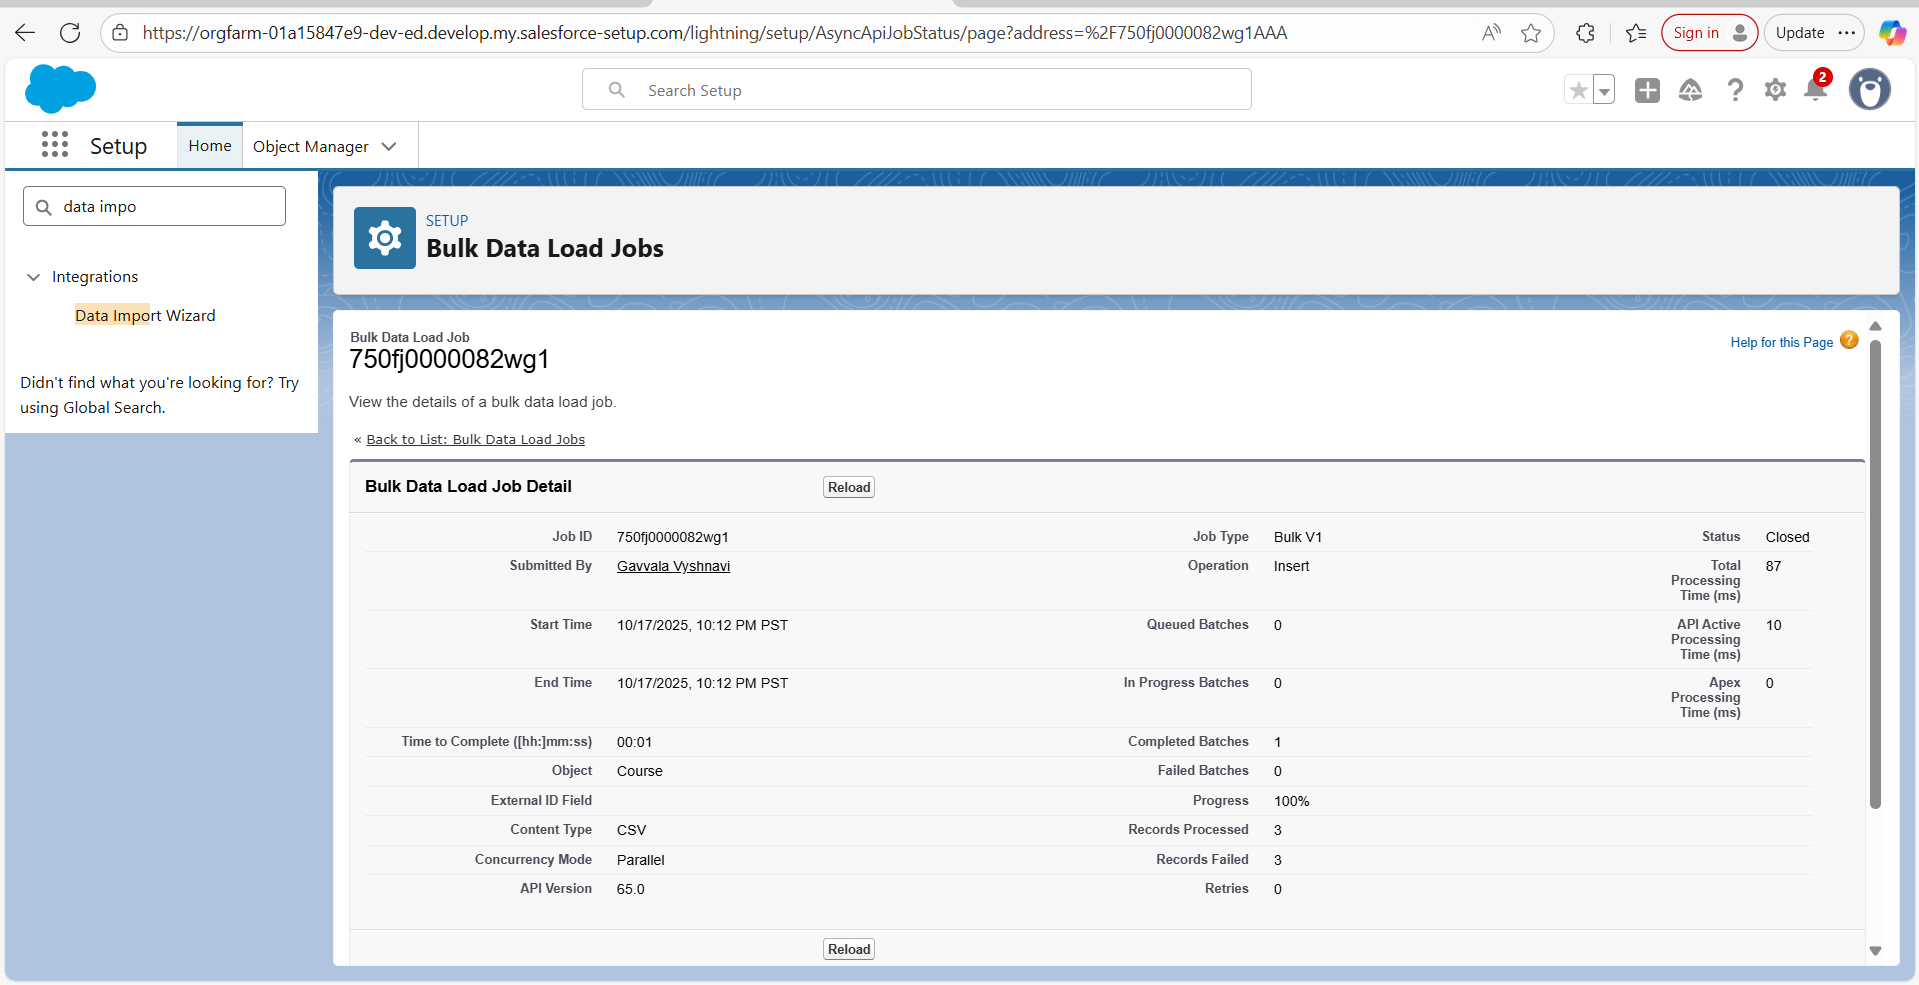 https://orgfarm-01a15847e9-dev-ed.develop.my.salesforce-setup.com/lightning/setup/AsyncApiJobStatus/page?address=%2F750fj0000082wg1AAA
Sign in
Update
Search Setup
2
Setup
Home
Object Manager
data impo
Integrations
Data Import Wizard
Didn't find what you're looking for? Try
using Global Search.
SETUP
Bulk Data Load Jobs
Bulk Data Load Job
750fj0000082wg1
Help for this Page
View the details of a bulk data load job.
« Back to List: Bulk Data Load Jobs
Bulk Data Load Job Detail
Reload
Job ID 750fj0000082wg1 Job Type Bulk V1 Status Closed
Submitted By Gavvala Vyshnavi Operation Insert Total Processing Time (ms) 87
Start Time 10/17/2025, 10:12 PM PST Queued Batches 0 API Active Processing Time (ms) 10
End Time 10/17/2025, 10:12 PM PST In Progress Batches 0 Apex Processing Time (ms) 0
Time to Complete ([hh:]mm:ss) 00:01 Completed Batches 1
Object Course Failed Batches 0
External ID Field Progress 100%
Content Type CSV Records Processed 3
Concurrency Mode Parallel Records Failed 3
API Version 65.0 Retries 0
Reload